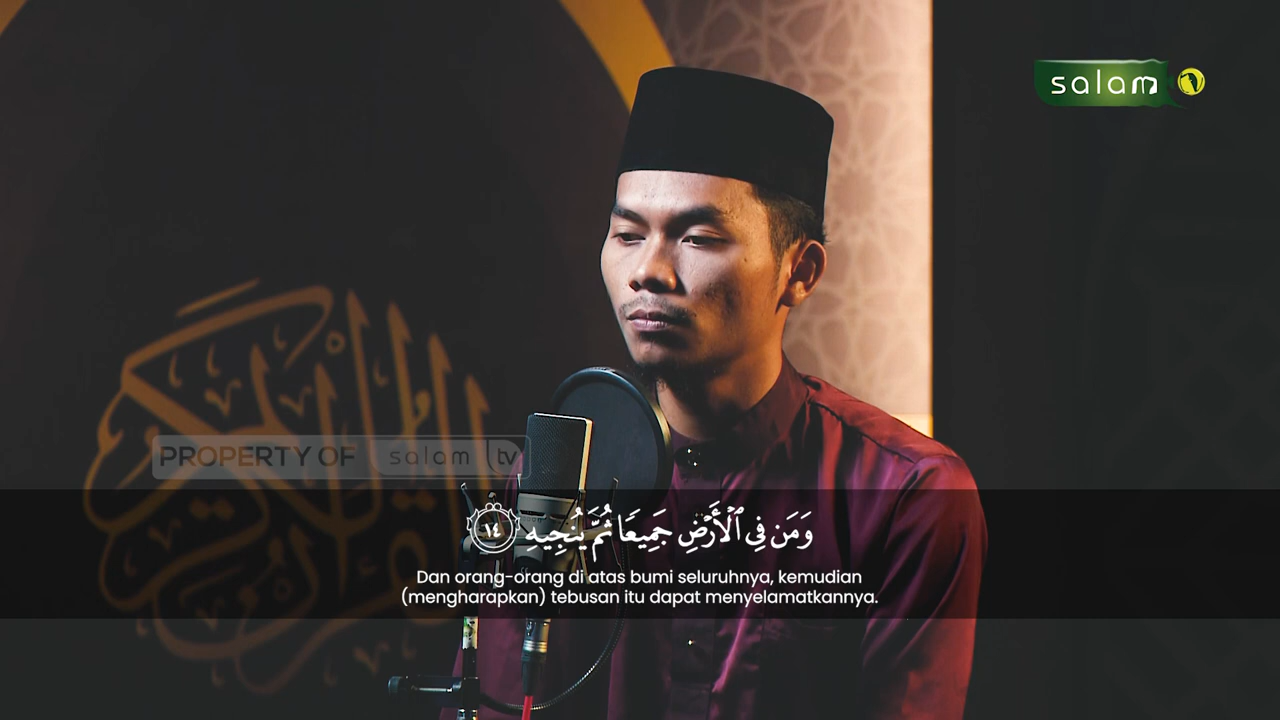 salam
PROPERTY OF salam tv
وَمَن فِي ٱلْأَرْضِ جَمِيعًا ثُمَّ يُنجِيهِ ١٤
Dan orang-orang di atas bumi seluruhnya, kemudian
(mengharapkan) tebusan itu dapat menyelamatkannya.